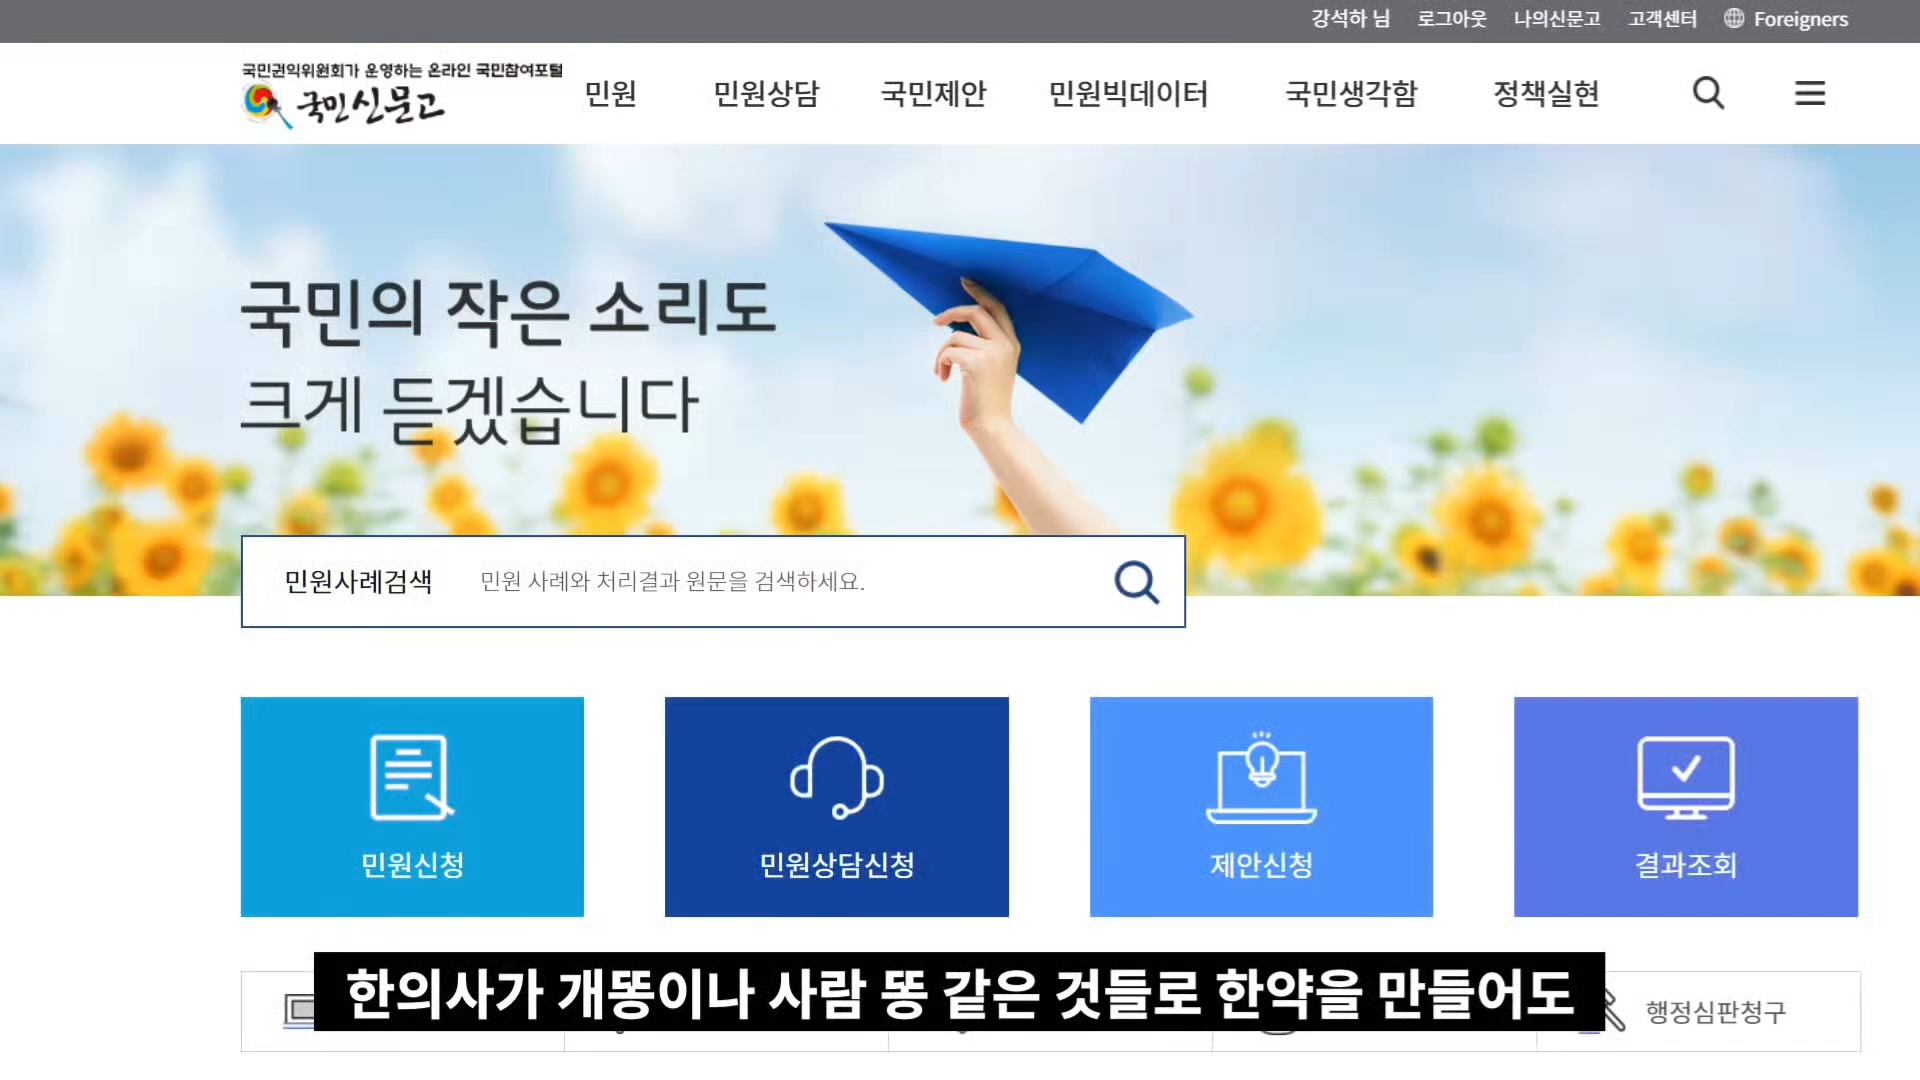 강석하 님 로그아웃 나의신문고 고객센터 Foreigners
국민권익위원회가 운영하는 온라인 국민참여포털
국민신문고
민원 민원상담 국민제안 민원빅데이터 국민생각함 정책실현
국민의 작은 소리도
크게 듣겠습니다
민원사례검색 민원 사례와 처리결과 원문을 검색하세요.
민원신청 민원상담신청 제안신청 결과조회
행정심판청구
한의사가 개똥이나 사람 똥 같은 것들로 한약을 만들어도